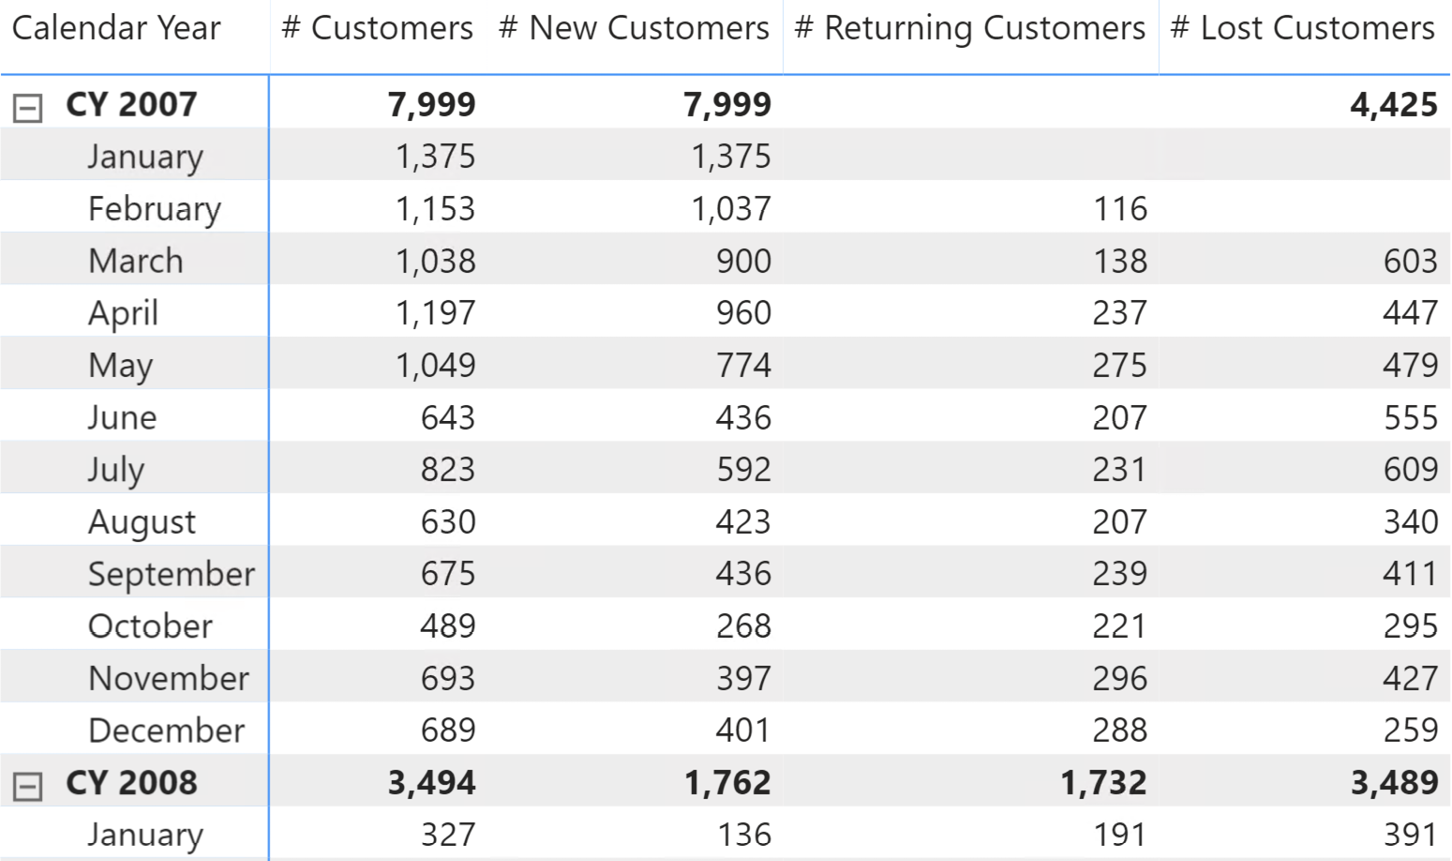 Calendar Year # Customers # New Customers # Returning Customers # Lost Customers
CY 2007 7,999 7,999 4,425
January 1,375 1,375
February 1,153 1,037 116
March 1,038 900 138 603
April 1,197 960 237 447
May 1,049 774 275 479
June 643 436 207 555
July 823 592 231 609
August 630 423 207 340
September 675 436 239 411
October 489 268 221 295
November 693 397 296 427
December 689 401 288 259
CY 2008 3,494 1,762 1,732 3,489
January 327 136 191 391